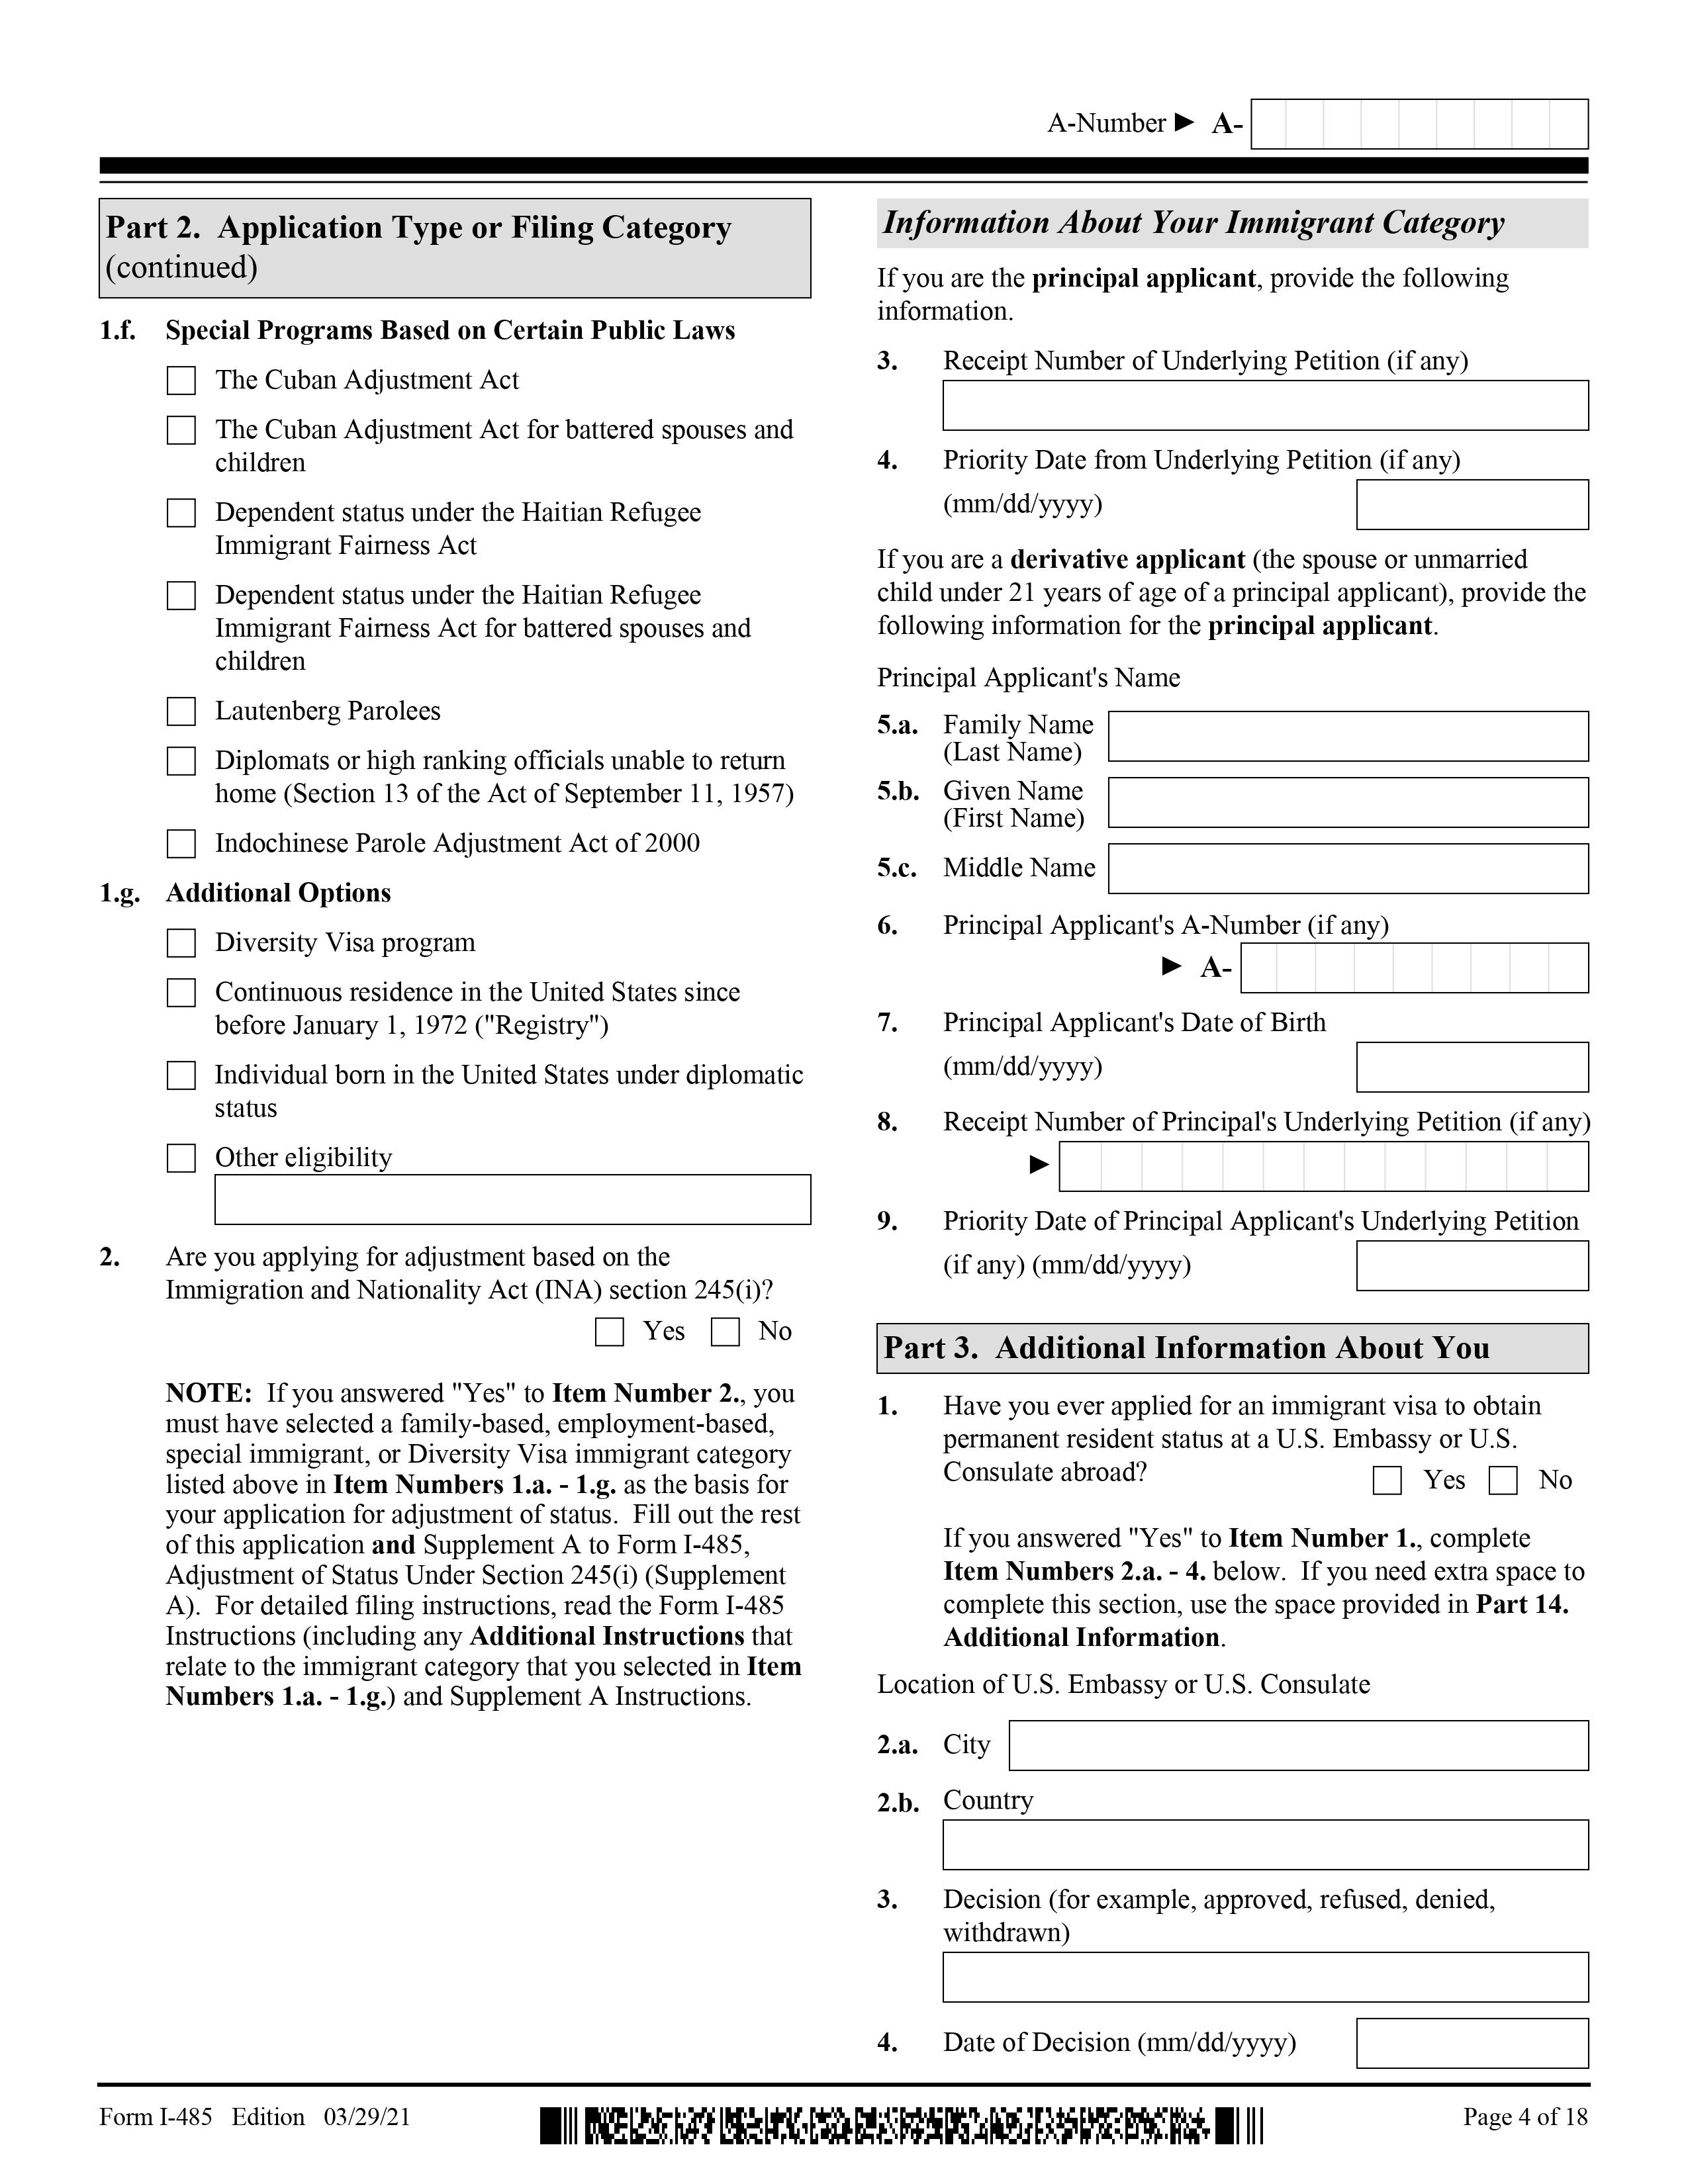 A-Number ► A-
Part 2. Application Type or Filing Category
(continued)
1.f. Special Programs Based on Certain Public Laws
The Cuban Adjustment Act
The Cuban Adjustment Act for battered spouses and
children
Dependent status under the Haitian Refugee
Immigrant Fairness Act
Dependent status under the Haitian Refugee
Immigrant Fairness Act for battered spouses and
children
Lautenberg Parolees
Diplomats or high ranking officials unable to return
home (Section 13 of the Act of September 11, 1957)
Indochinese Parole Adjustment Act of 2000
1.g. Additional Options
Diversity Visa program
Continuous residence in the United States since
before January 1, 1972 ("Registry")
Individual born in the United States under diplomatic
status
Other eligibility
2. Are you applying for adjustment based on the
Immigration and Nationality Act (INA) section 245(i)?
Yes No
NOTE: If you answered "Yes" to Item Number 2., you
must have selected a family-based, employment-based,
special immigrant, or Diversity Visa immigrant category
listed above in Item Numbers 1.a. - 1.g. as the basis for
your application for adjustment of status. Fill out the rest
of this application and Supplement A to Form I-485,
Adjustment of Status Under Section 245(i) (Supplement
A). For detailed filing instructions, read the Form I-485
Instructions (including any Additional Instructions that
relate to the immigrant category that you selected in Item
Numbers 1.a. - 1.g.) and Supplement A Instructions.
Information About Your Immigrant Category
If you are the principal applicant, provide the following
information.
3. Receipt Number of Underlying Petition (if any)
4. Priority Date from Underlying Petition (if any)
(mm/dd/yyyy)
If you are a derivative applicant (the spouse or unmarried
child under 21 years of age of a principal applicant), provide the
following information for the principal applicant.
Principal Applicant's Name
5.a. Family Name
(Last Name)
5.b. Given Name
(First Name)
5.c. Middle Name
6. Principal Applicant's A-Number (if any)
► A-
7. Principal Applicant's Date of Birth
(mm/dd/yyyy)
8. Receipt Number of Principal's Underlying Petition (if any)
►
9. Priority Date of Principal Applicant's Underlying Petition
(if any) (mm/dd/yyyy)
Part 3. Additional Information About You
1. Have you ever applied for an immigrant visa to obtain
permanent resident status at a U.S. Embassy or U.S.
Consulate abroad? Yes No
If you answered "Yes" to Item Number 1., complete
Item Numbers 2.a. - 4. below. If you need extra space to
complete this section, use the space provided in Part 14.
Additional Information.
Location of U.S. Embassy or U.S. Consulate
2.a. City
2.b. Country
3. Decision (for example, approved, refused, denied,
withdrawn)
4. Date of Decision (mm/dd/yyyy)
Form I-485 Edition 03/29/21
Page 4 of 18